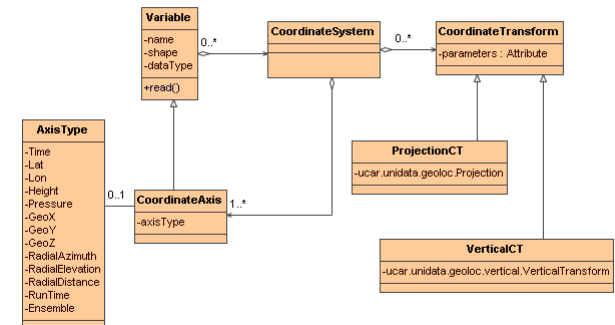 Variable
-name
-shape
-dataType
+read()
0..*
CoordinateSystem
0..*
CoordinateTransform
-parameters : Attribute
AxisType
-Time
-Lat
-Lon
-Height
-Pressure
-GeoX
-GeoY
-GeoZ
-RadialAzimuth
-RadialElevation
-RadialDistance
-RunTime
-Ensemble
0..1
CoordinateAxis
-axisType
1..*
ProjectionCT
-ucar.unidata.geoloc.Projection
VerticalCT
-ucar.unidata.geoloc.vertical.VerticalTransform